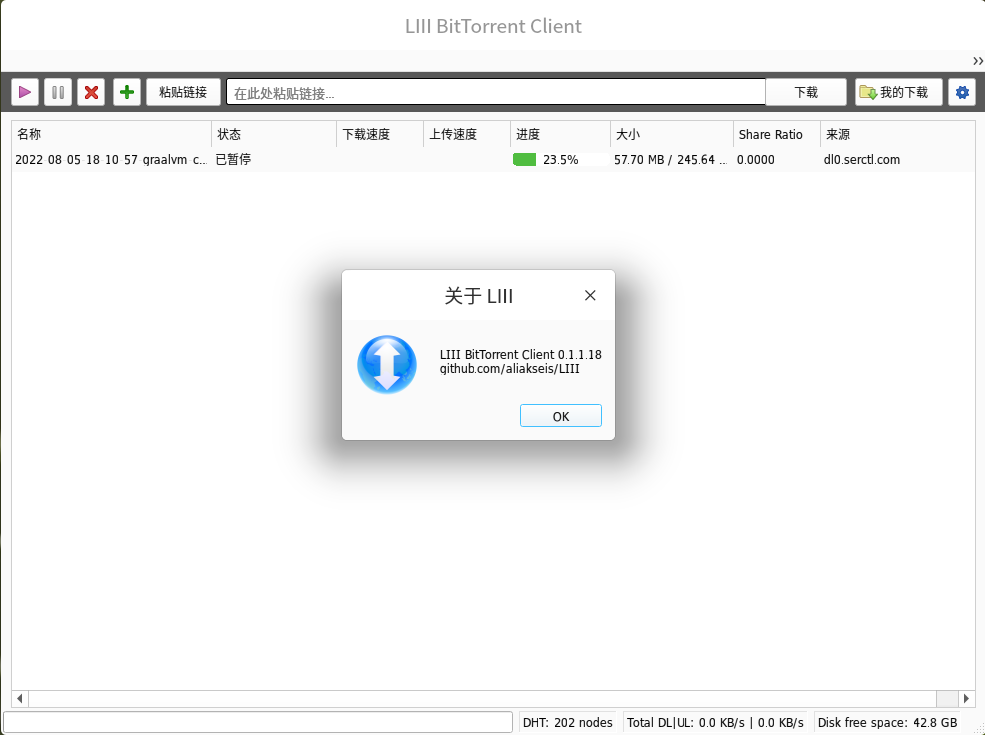 LIII BitTorrent Client
粘贴链接 在此处粘贴链接... 下载 我的下载
名称 状态 下载速度 上传速度 进度 大小 Share Ratio 来源
2022 08 05 18 10 57 graalvm c... 已暂停 23.5% 57.70 MB / 245.64 ... 0.0000 dl0.serctl.com
关于 LIII
LIII BitTorrent Client 0.1.1.18
github.com/aliakseis/LIII
OK
DHT: 202 nodes Total DL|UL: 0.0 KB/s | 0.0 KB/s Disk free space: 42.8 GB